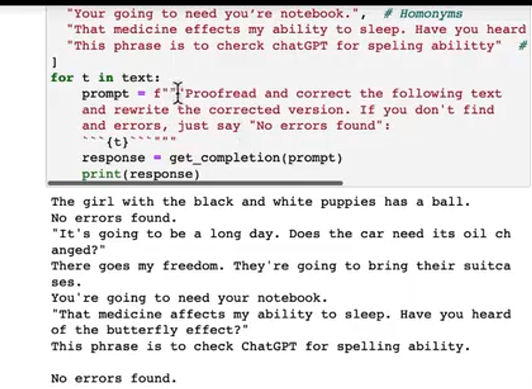 "Your going to need you’re notebook.",  # Homonyms
"That medicine effects my ability to sleep. Have you heard
"This phrase is to cherck chatGPT for speling abilitty"  #
]
for t in text:
prompt = f"""Proofread and correct the following text
and rewrite the corrected version. If you don't find
and errors, just say "No errors found":
```{t}```"""
response = get_completion(prompt)
print(response)
The girl with the black and white puppies has a ball.
No errors found.
"It's going to be a long day. Does the car need its oil ch
anged?"
There goes my freedom. They're going to bring their suitca
ses.
You're going to need your notebook.
"That medicine affects my ability to sleep. Have you heard
of the butterfly effect?"
This phrase is to check ChatGPT for spelling ability.
No errors found.